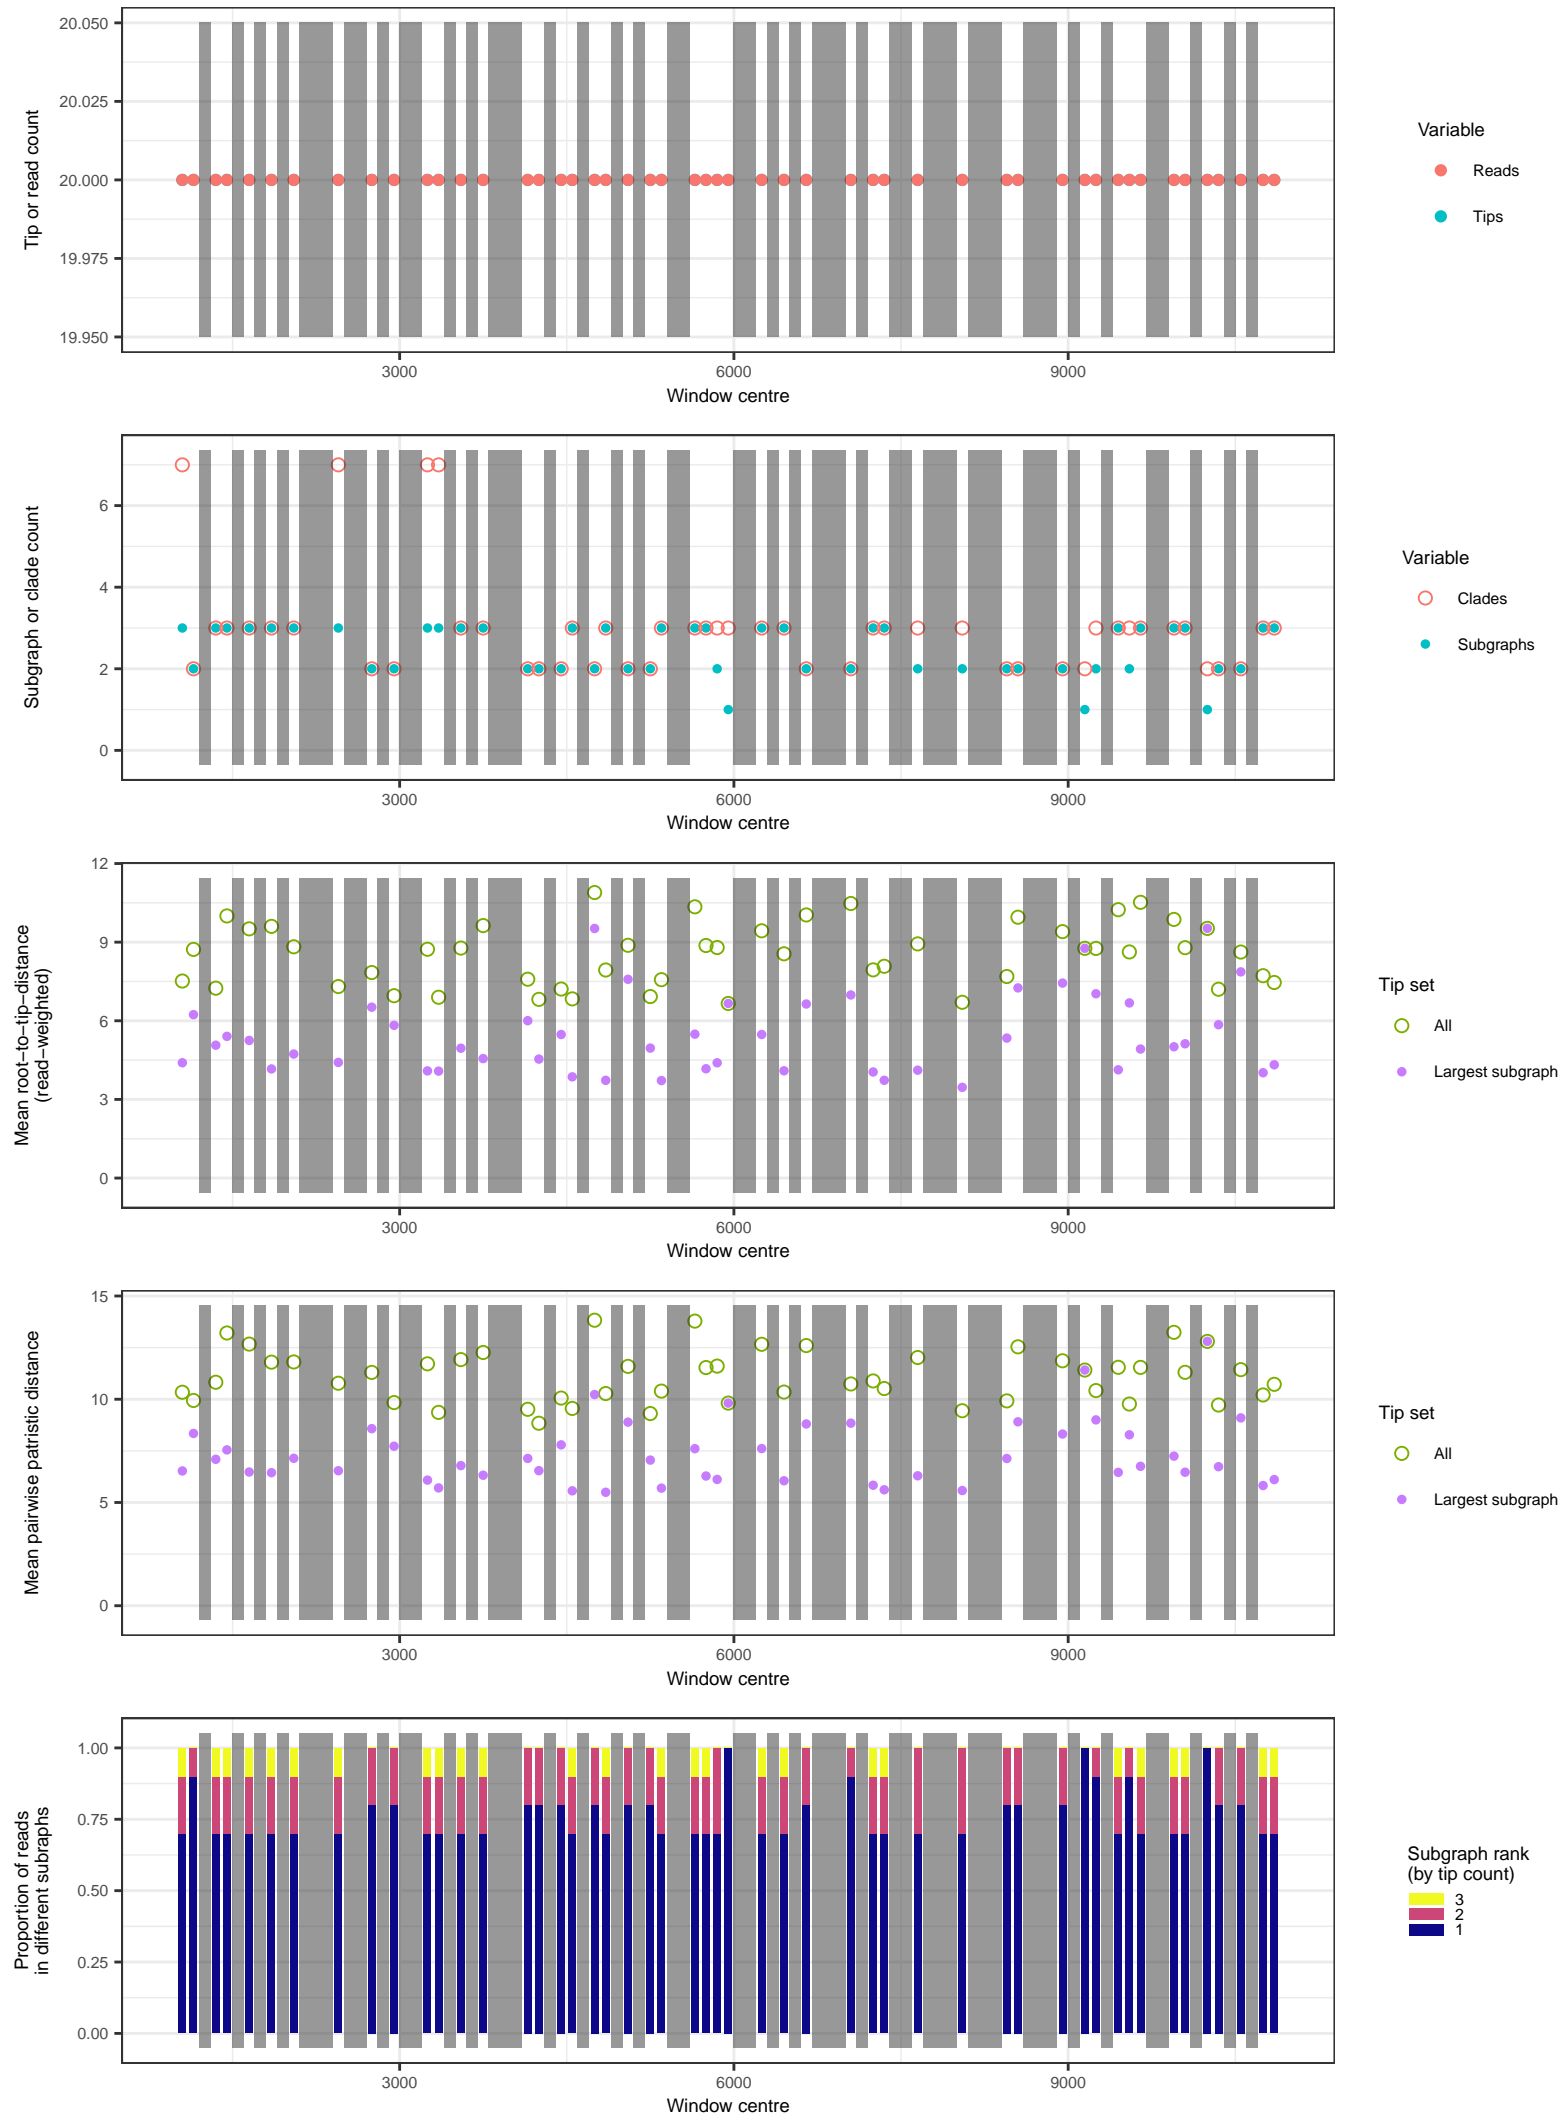 20.050
20.025
20.000
19.975
19.950
Tip or read count
3000
6000
9000
Window centre
Variable
Reads
Tips
6
4
2
0
Subgraph or clade count
3000
6000
9000
Window centre
Variable
Clades
Subgraphs
12
9
6
3
0
Mean root−to−tip−distance
(read−weighted)
3000
6000
9000
Window centre
Tip set
All
Largest subgraph
15
10
5
0
Mean pairwise patristic distance
3000
6000
9000
Window centre
Tip set
All
Largest subgraph
1.00
0.75
0.50
0.25
0.00
Proportion of reads
in different subraphs
3000
6000
9000
Window centre
Subgraph rank
(by tip count)
3
2
1